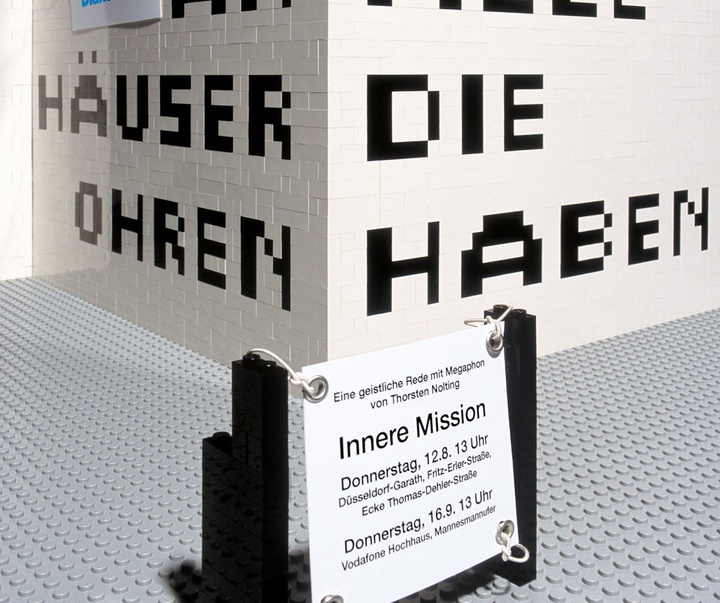 HÄUSER DIE
OHREN HABEN
Eine geistliche Rede mit Megaphon
von Thorsten Nolting
Innere Mission
Donnerstag, 12.8. 13 Uhr
Düsseldorf-Garath, Fritz-Erler-Straße,
Ecke Thomas-Dehler-Straße
Donnerstag, 16.9. 13 Uhr
Vodafone Hochhaus, Mannesmannufer